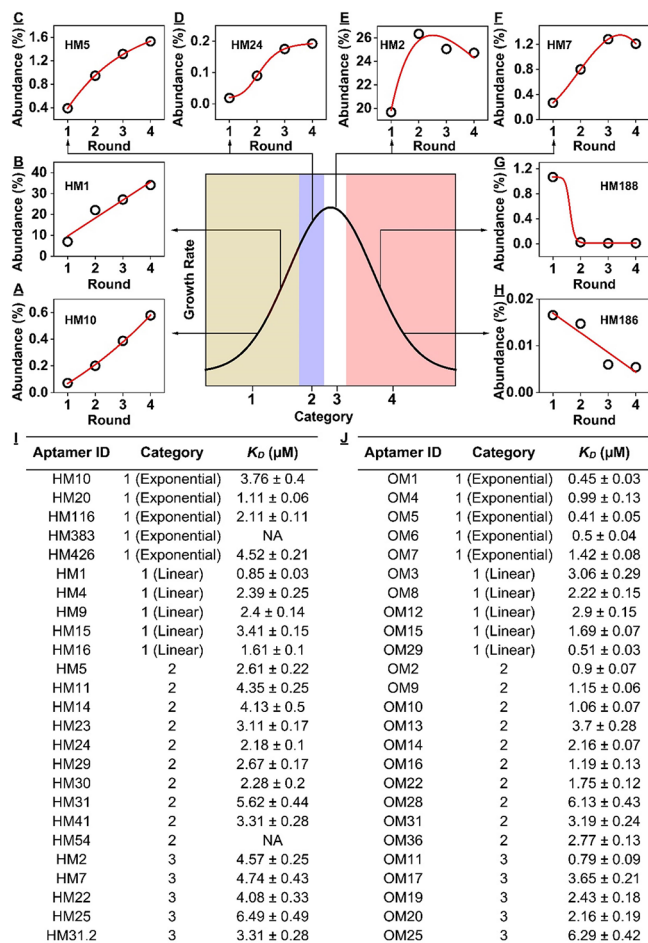 C
D
E
F
HM5
HM24
HM2
HM7
Abundance (%)
1.6
1.2
0.8
0.4
1 2 3 4
Round
Abundance (%)
0.2
0.1
0.0
1 2 3 4
Round
Abundance (%)
28
26
24
22
20
1 2 3 4
Round
Abundance (%)
1.2
0.8
0.4
0.0
1 2 3 4
Round
B
HM1
Abundance (%)
40
30
20
10
0
1 2 3 4
Round
G
HM188
Abundance (%)
1.2
0.6
0.0
1 2 3 4
Round
A
HM10
Abundance (%)
0.6
0.4
0.2
0.0
1 2 3 4
Round
H
HM186
Abundance (%)
0.02
0.01
0.00
1 2 3 4
Round
Growth Rate
1 2 3 4
Category
I
Aptamer ID Category KD (μM)
HM10 1 (Exponential) 3.76 ± 0.4
HM20 1 (Exponential) 1.11 ± 0.06
HM116 1 (Exponential) 2.11 ± 0.11
HM383 1 (Exponential) NA
HM426 1 (Exponential) 4.52 ± 0.21
HM1 1 (Linear) 0.85 ± 0.03
HM4 1 (Linear) 2.39 ± 0.25
HM9 1 (Linear) 2.4 ± 0.14
HM15 1 (Linear) 3.41 ± 0.15
HM16 1 (Linear) 1.61 ± 0.1
HM5 2 2.61 ± 0.22
HM11 2 4.35 ± 0.25
HM14 2 4.13 ± 0.5
HM23 2 3.11 ± 0.17
HM24 2 2.18 ± 0.1
HM29 2 2.67 ± 0.17
HM30 2 2.28 ± 0.2
HM31 2 5.62 ± 0.44
HM41 2 3.31 ± 0.28
HM54 2 NA
HM2 3 4.57 ± 0.25
HM7 3 4.74 ± 0.43
HM22 3 4.08 ± 0.33
HM25 3 6.49 ± 0.49
HM31.2 3 3.31 ± 0.28
J
Aptamer ID Category KD (μM)
OM1 1 (Exponential) 0.45 ± 0.03
OM4 1 (Exponential) 0.99 ± 0.13
OM5 1 (Exponential) 0.41 ± 0.05
OM6 1 (Exponential) 0.5 ± 0.04
OM7 1 (Exponential) 1.42 ± 0.08
OM3 1 (Linear) 3.06 ± 0.29
OM8 1 (Linear) 2.22 ± 0.15
OM12 1 (Linear) 2.9 ± 0.15
OM15 1 (Linear) 1.69 ± 0.07
OM29 1 (Linear) 0.51 ± 0.03
OM2 2 0.9 ± 0.07
OM9 2 1.15 ± 0.06
OM10 2 1.06 ± 0.07
OM13 2 3.7 ± 0.28
OM14 2 2.16 ± 0.07
OM16 2 1.19 ± 0.13
OM22 2 1.75 ± 0.12
OM28 2 6.13 ± 0.43
OM31 2 3.19 ± 0.24
OM36 2 2.77 ± 0.13
OM11 3 0.79 ± 0.09
OM17 3 3.65 ± 0.21
OM19 3 2.43 ± 0.18
OM20 3 2.16 ± 0.19
OM25 3 6.29 ± 0.42